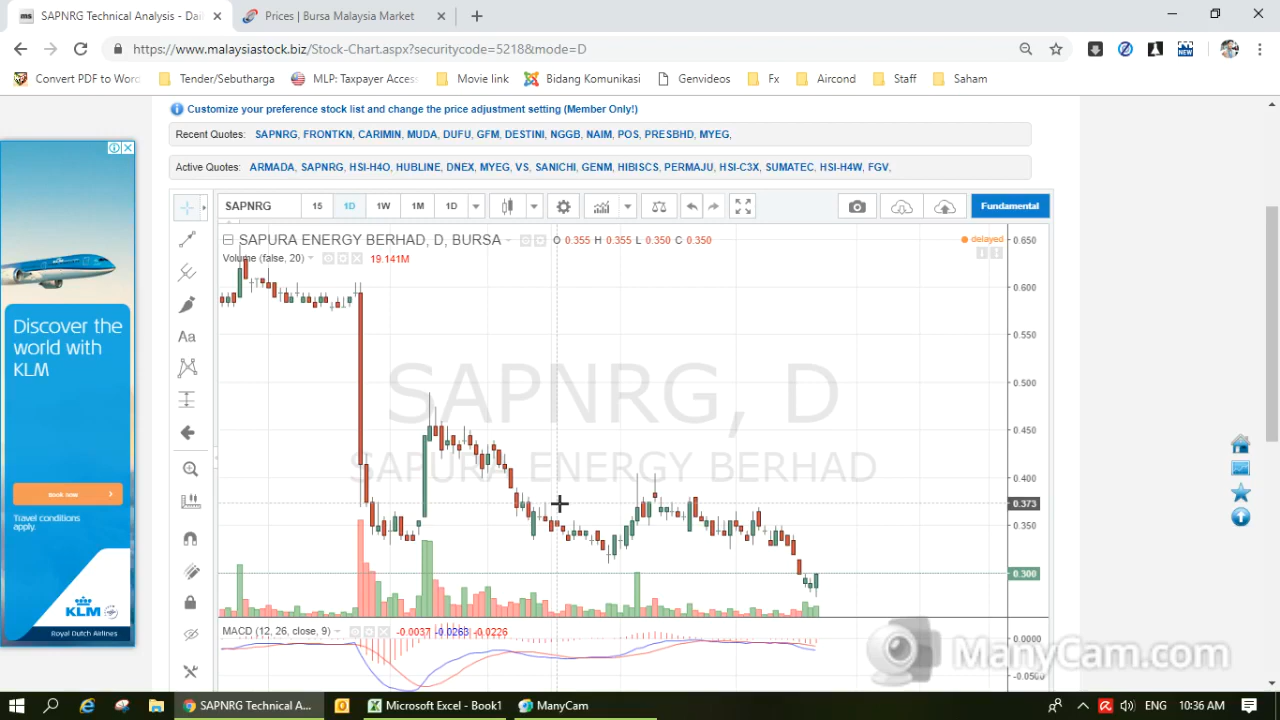 SAPNRG Technical Analysis - Dai
Prices | Bursa Malaysia Market
https://www.malaysiastock.biz/Stock-Chart.aspx?securitycode=5218&mode=D
Convert PDF to Word
Tender/Sebutharga
MLP: Taxpayer Access
Movie link
Bidang Komunikasi
Genvideos
Fx
Aircond
Staff
Saham
Customize your preference stock list and change the price adjustment setting (Member Only!)
Recent Quotes: SAPNRG, FRONTKN, CARIMIN, MUDA, DUFU, GFM, DESTINI, NGGB, NAIM, POS, PRESBHD, MYEG,
Active Quotes: ARMADA, SAPNRG, HSI-H4O, HUBLINE, DNEX, MYEG, VS, SANICHI, GENM, HIBISCS, PERMAJU, HSI-C3X, SUMATEC, HSI-H4W, FGV,
SAPNRG 15 1D 1W 1M 1D Fundamental
SAPURA ENERGY BERHAD, D, BURSA O 0.355 H 0.355 L 0.350 C 0.350
delayed
Volume (false, 20) 19.141M
0.650
0.600
0.550
0.500
0.450
0.400
0.373
0.350
0.300
SAPNRG, D
SAPURA ENERGY BERHAD
MACD (12, 26, close, 9) -0.0037 -0.0263 -0.0226
0.0000
-0.0500
Aa
NEW
Discover the
world with
KLM
Book now
Travel conditions
apply.
KLM
Royal Dutch Airlines
ManyCam.com
SAPNRG Technical A...
Microsoft Excel - Book1
ManyCam
ENG 10:36 AM